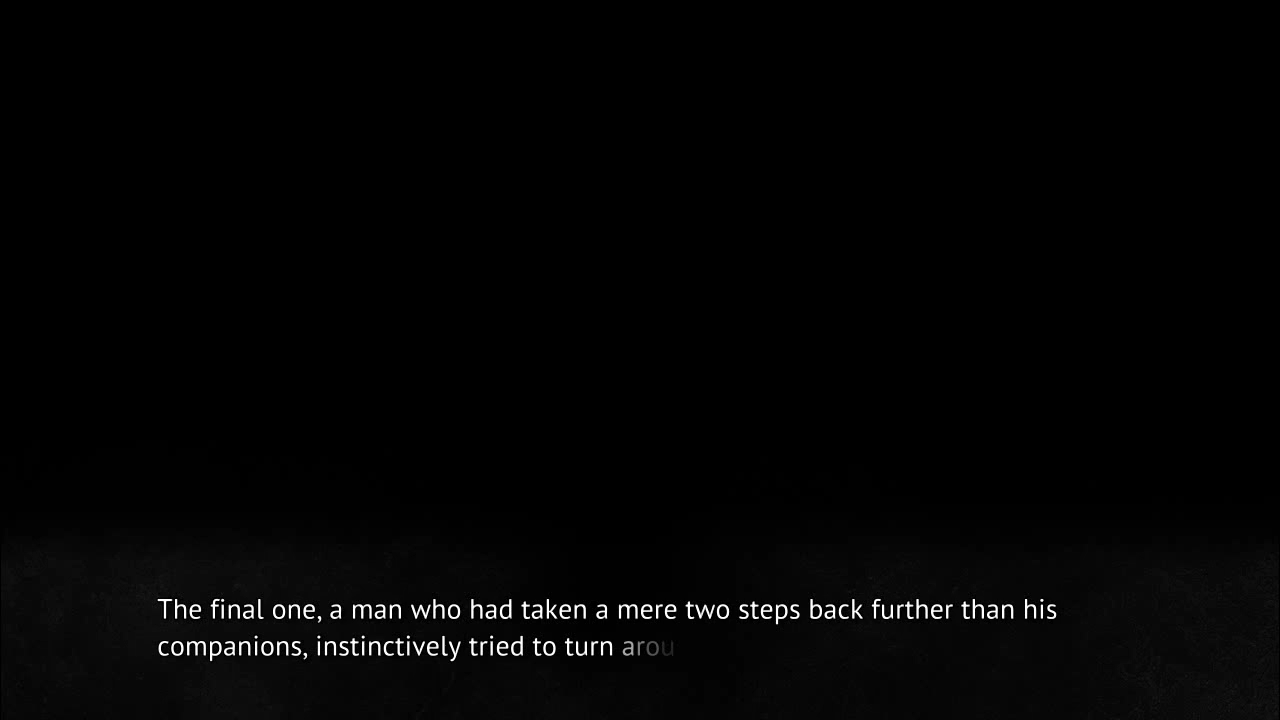 The final one, a man who had taken a mere two steps back further than his
companions, instinctively tried to turn arou